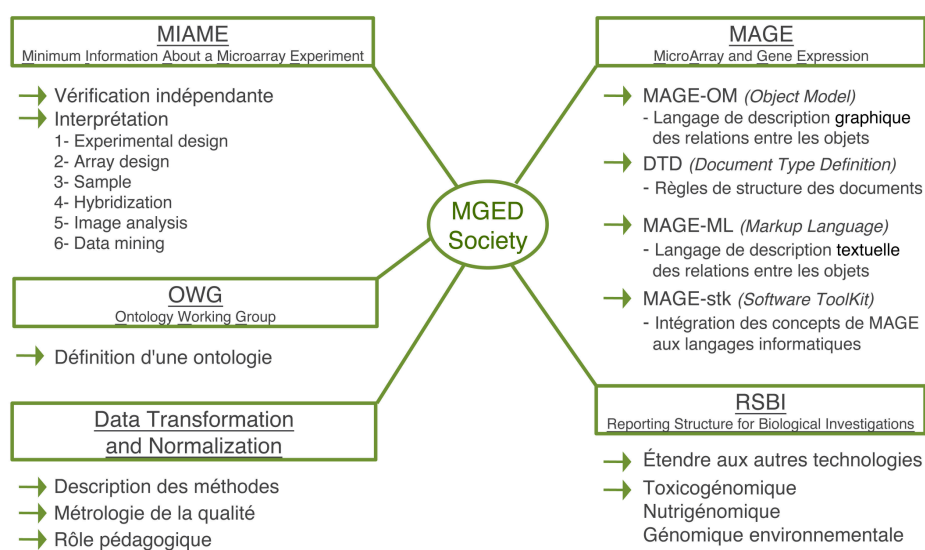 MIAME
Minimum Information About a Microarray Experiment
Vérification indépendante
Interprétation
1- Experimental design
2- Array design
3- Sample
4- Hybridization
5- Image analysis
6- Data mining
OWG
Ontology Working Group
Définition d'une ontologie
Data Transformation
and Normalization
Description des méthodes
Métrologie de la qualité
Rôle pédagogique
MGED
Society
MAGE
MicroArray and Gene Expression
MAGE-OM (Object Model)
- Langage de description graphique
des relations entre les objets
DTD (Document Type Definition)
- Règles de structure des documents
MAGE-ML (Markup Language)
- Langage de description textuelle
des relations entre les objets
MAGE-stk (Software ToolKit)
- Intégration des concepts de MAGE
aux langages informatiques
RSBI
Reporting Structure for Biological Investigations
Étendre aux autres technologies
Toxicogénomique
Nutrigénomique
Génomique environnementale